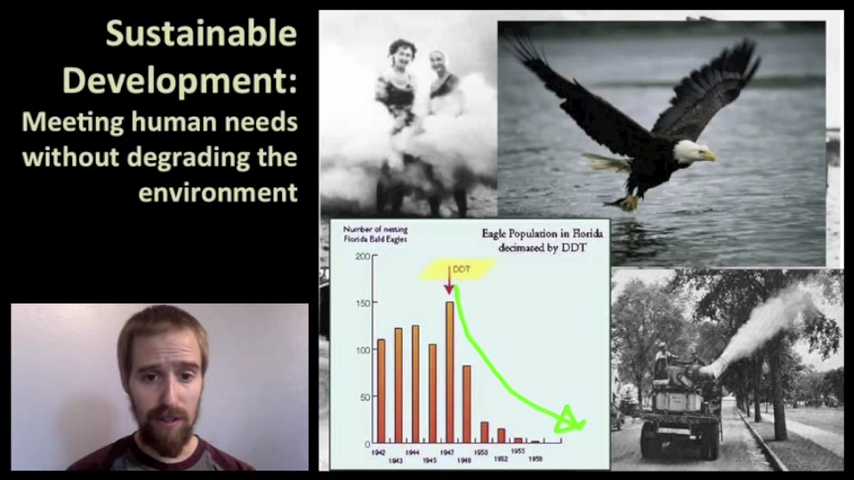 Sustainable
Development:
Meeting human needs
without degrading the
environment
Number of nesting
Florida Bald Eagles
Eagle Population in Florida
decimated by DDT
DDT
200
150
100
50
0
1942 1944 1947 1950 1955
1943 1945 1948 1952 1958